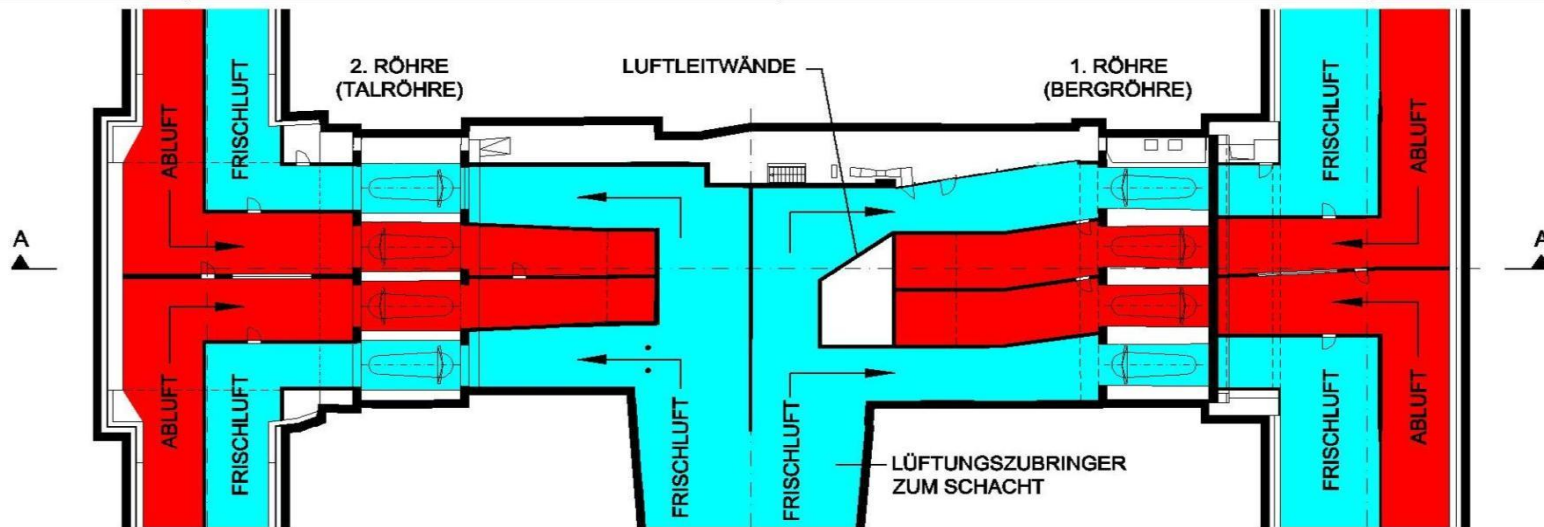 2. RÖHRE
(TALRÖHRE)
LUFTLEITWÄNDE
1. RÖHRE
(BERGRÖHRE)
ABLUFT
FRISCHLUFT
FRISCHLUFT
ABLUFT
A
A
ABLUFT
FRISCHLUFT
FRISCHLUFT
FRISCHLUFT
LÜFTUNGSZUBRINGER
ZUM SCHACHT
FRISCHLUFT
ABLUFT